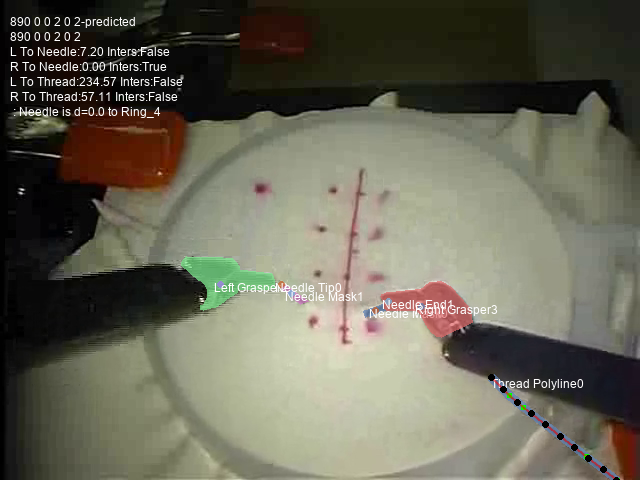 890 0 0 2 0 2-predicted
890 0 0 2 0 2
L To Needle:7.20 Inters:False
R To Needle:0.00 Inters:True
L To Thread:234.57 Inters:False
R To Thread:57.11 Inters:False
: Needle is d=0.0 to Ring_4
Left Graspe
Needle Tip0
Needle Mask1
Needle End1
Right Grasper3
Needle
Thread Polyline0